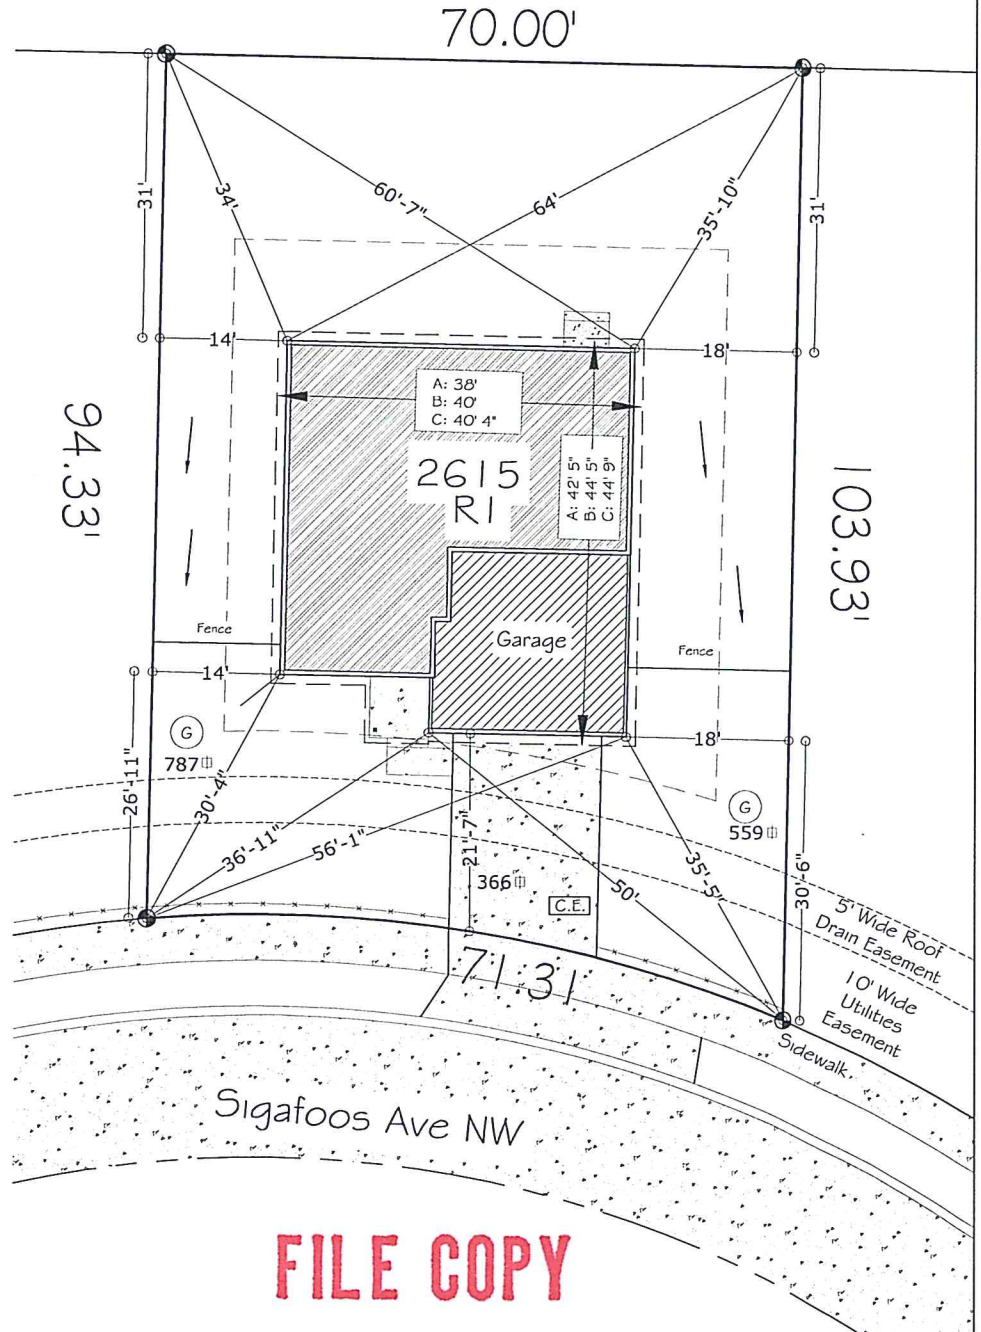 70.00'
31'
34'
60'-7"
64'
35'-10"
31'
14'
18'
A: 38'
B: 40'
C: 40' 4"
94.33'
2615
R1
A: 42' 5"
B: 44' 5"
C: 44' 9"
103.93'
Fence
Garage
Fence
14'
G
787
18'
26'-11"
30'-4"
36'-11"
56'-1"
21'-7"
G
559
366
C.E.
50'
35'-5"
30'-6"
5' Wide Roof
Drain Easement
71.31
10' Wide
Utilities
Easement
Sidewalk
Sigafoos Ave NW
FILE COPY